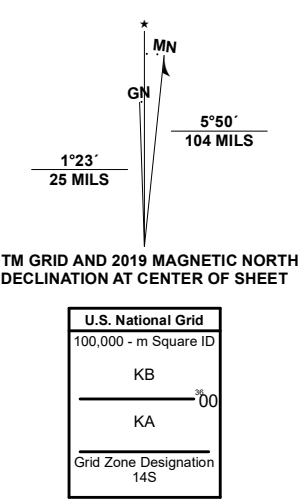 ★
MN
GN
5°50´
104 MILS
1°23´
25 MILS
TM GRID AND 2019 MAGNETIC NORTH
DECLINATION AT CENTER OF SHEET
U.S. National Grid
100,000 - m Square ID
KB
3600
KA
Grid Zone Designation
14S